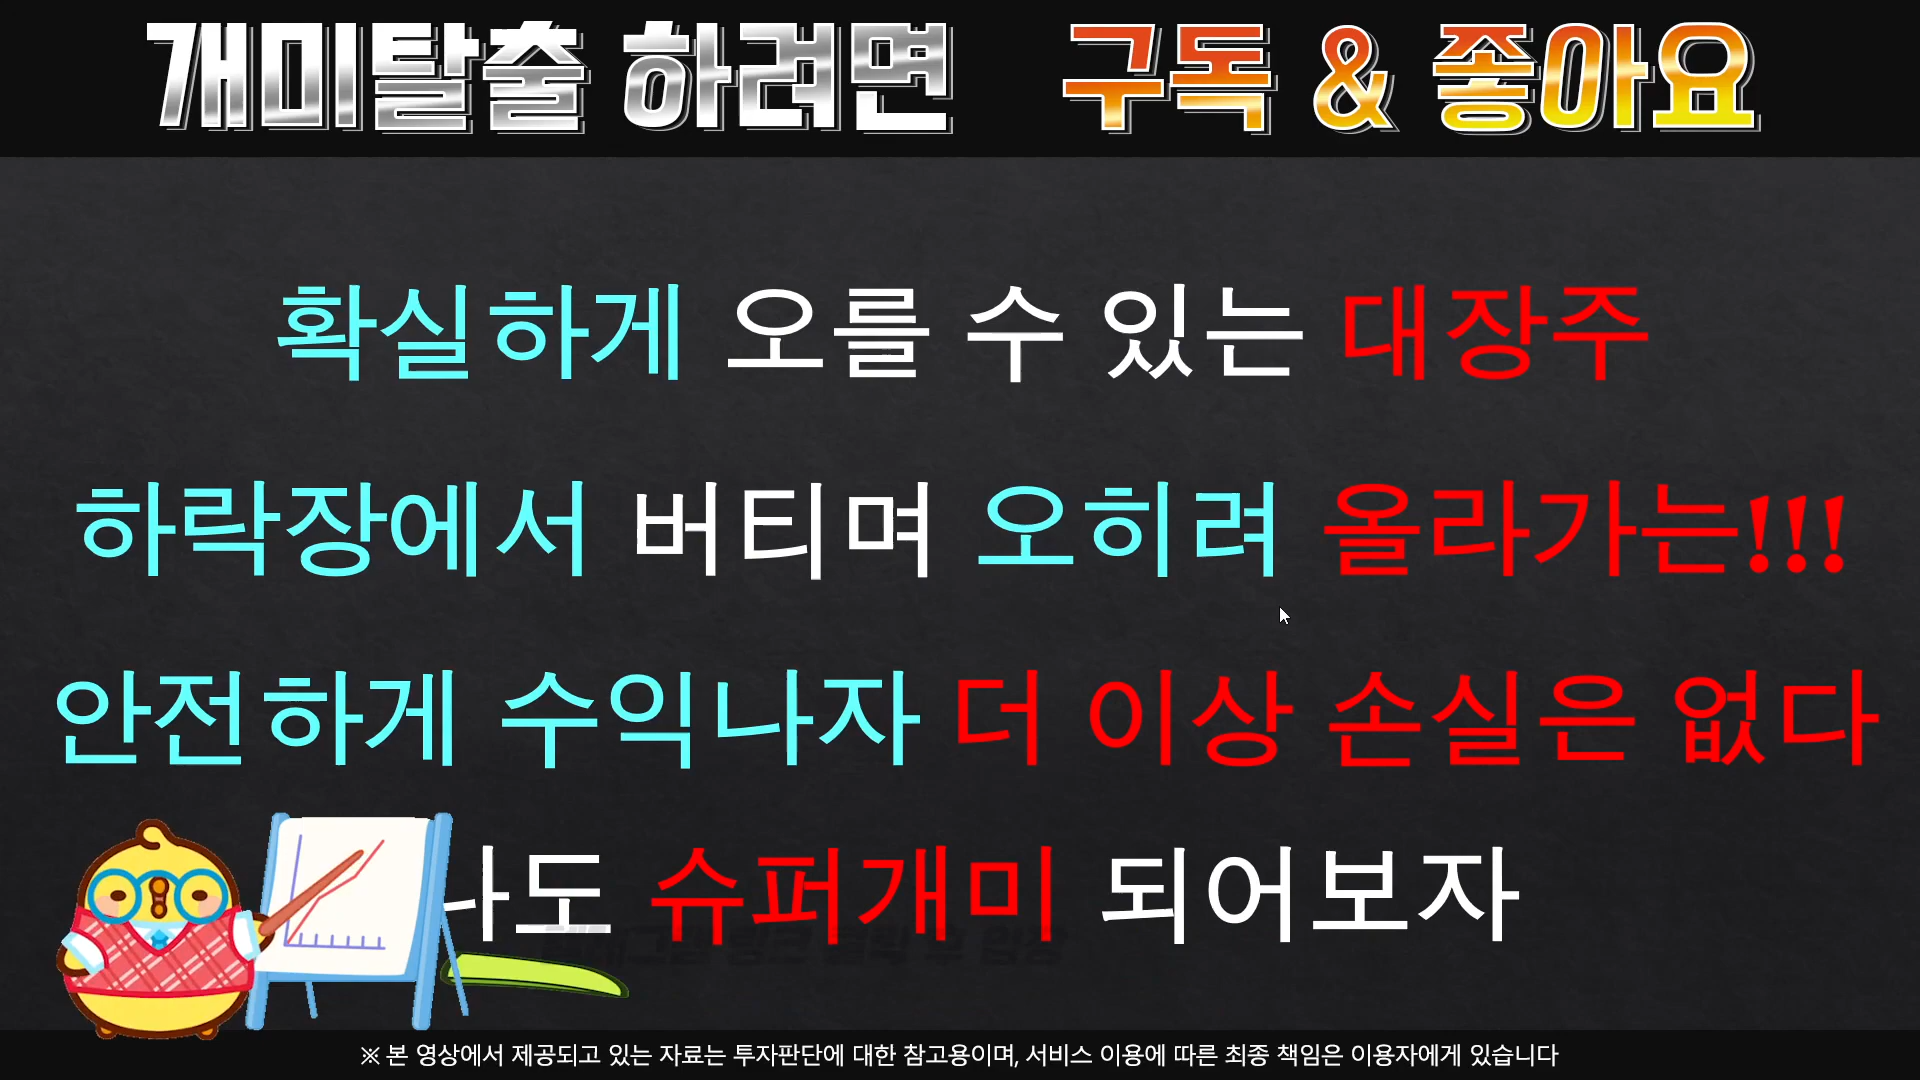 개미탈출 하려면 구독 & 좋아요
확실하게 오를 수 있는 대장주
하락장에서 버티며 오히려 올라가는!!!
안전하게 수익나자 더 이상 손실은 없다
나도 슈퍼개미 되어보자
※ 본 영상에서 제공되고 있는 자료는 투자판단에 대한 참고용이며, 서비스 이용에 따른 최종 책임은 이용자에게 있습니다